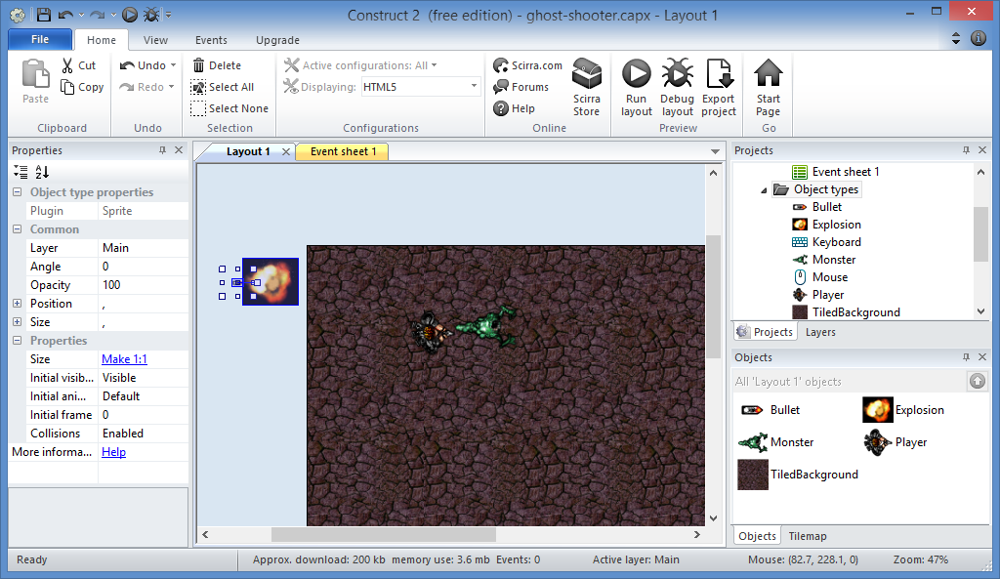 Construct 2 (free edition) - ghost-shooter.capx - Layout 1
File Home View Events Upgrade
Paste
Cut
Copy
Clipboard
Undo
Redo
Undo
Delete
Select All
Select None
Selection
Active configurations: All
Displaying: HTML5
Configurations
Scirra.com
Forums
Help
Scirra
Store
Online
Run
layout
Debug
layout
Export
project
Preview
Start
Page
Go
Properties
Object type properties
Plugin Sprite
Common
Layer Main
Angle 0
Opacity 100
Position ,
Size ,
Properties
Size Make 1:1
Initial visib... Visible
Initial ani... Default
Initial frame 0
Collisions Enabled
More informa... Help
Layout 1 Event sheet 1
Projects
Event sheet 1
Object types
Bullet
Explosion
Keyboard
Monster
Mouse
Player
TiledBackground
Projects Layers
Objects
All 'Layout 1' objects
Bullet Explosion
Monster Player
TiledBackground
Objects Tilemap
Ready Approx. download: 200 kb memory use: 3.6 mb Events: 0 Active layer: Main Mouse: (82.7, 228.1, 0) Zoom: 47%